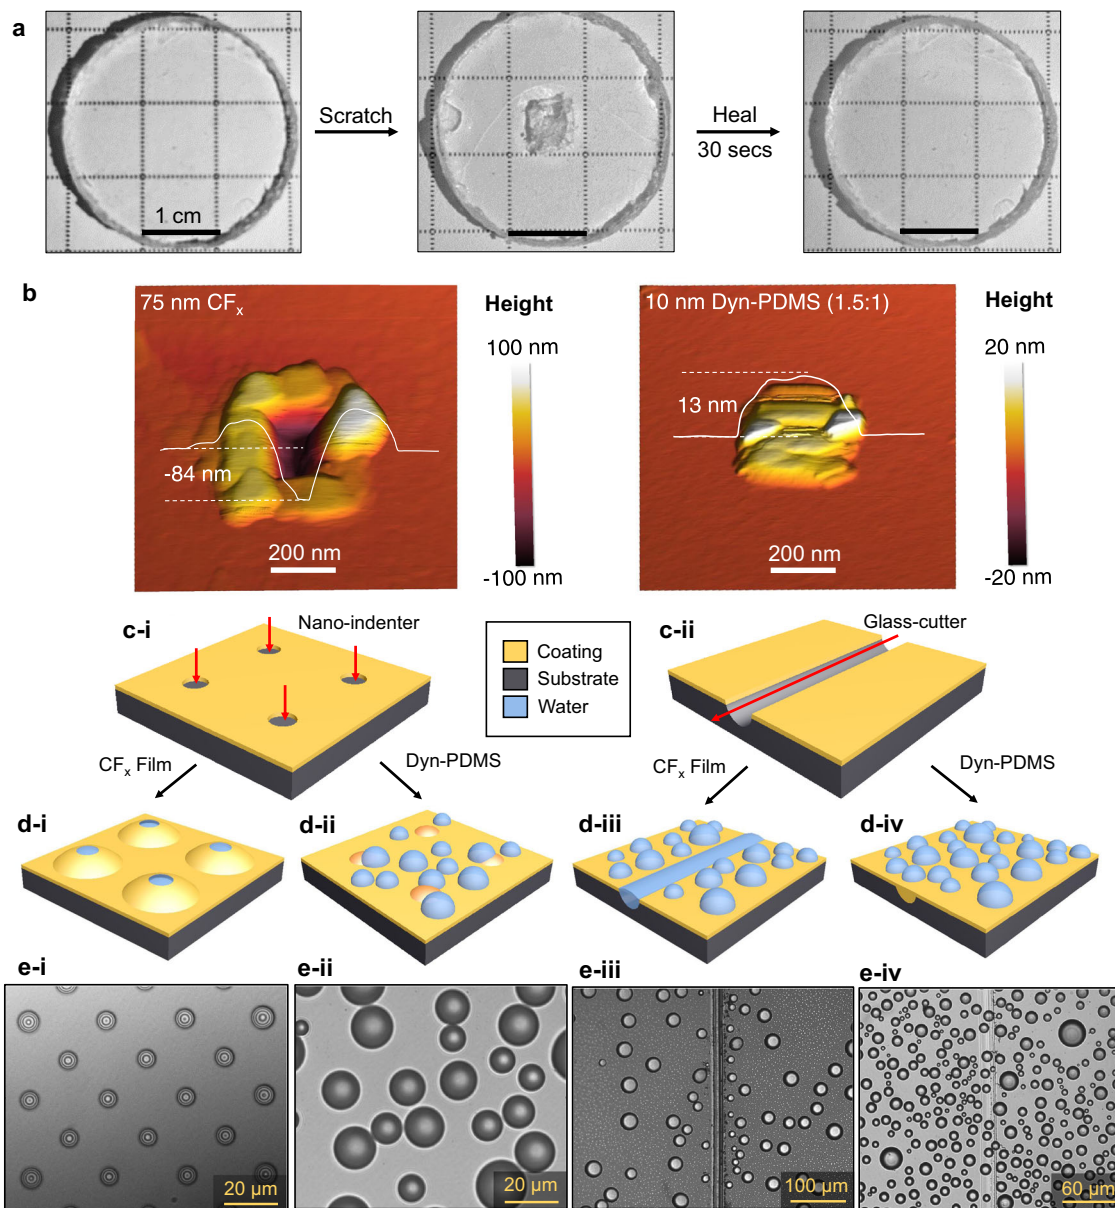 a
Scratch
Heal
30 secs
1 cm
b
75 nm CFₓ
-84 nm
200 nm
Height
100 nm
-100 nm
10 nm Dyn-PDMS (1.5:1)
13 nm
200 nm
Height
20 nm
-20 nm
c-i
Nano-indenter
Coating
Substrate
Water
c-ii
Glass-cutter
CFₓ Film
Dyn-PDMS
CFₓ Film
Dyn-PDMS
d-i
d-ii
d-iii
d-iv
e-i
20 µm
e-ii
20 µm
e-iii
100 µm
e-iv
60 µm